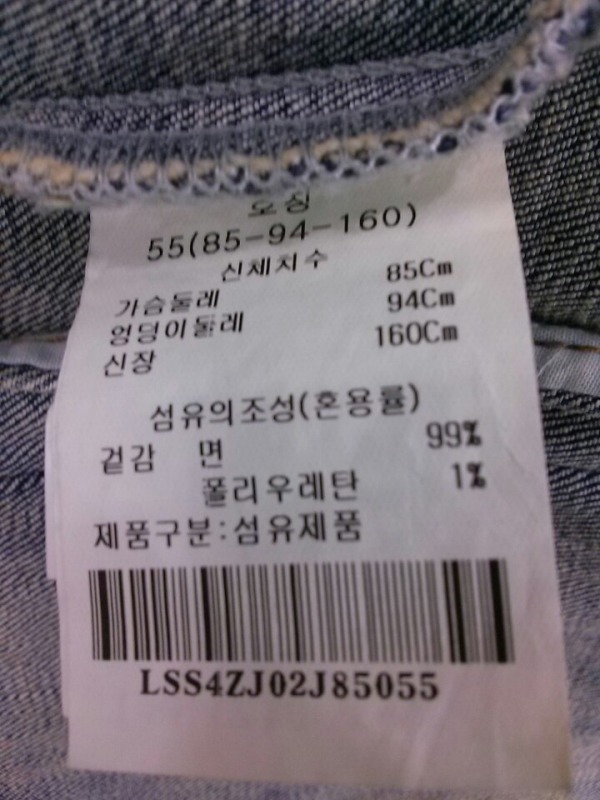 호칭
55(85-94-160)
신체치수
가슴둘레 85Cm
엉덩이둘레 94Cm
신장 160Cm
섬유의조성(혼용률)
겉감 면 99%
폴리우레탄 1%
제품구분:섬유제품
LSS4ZJ02J85055